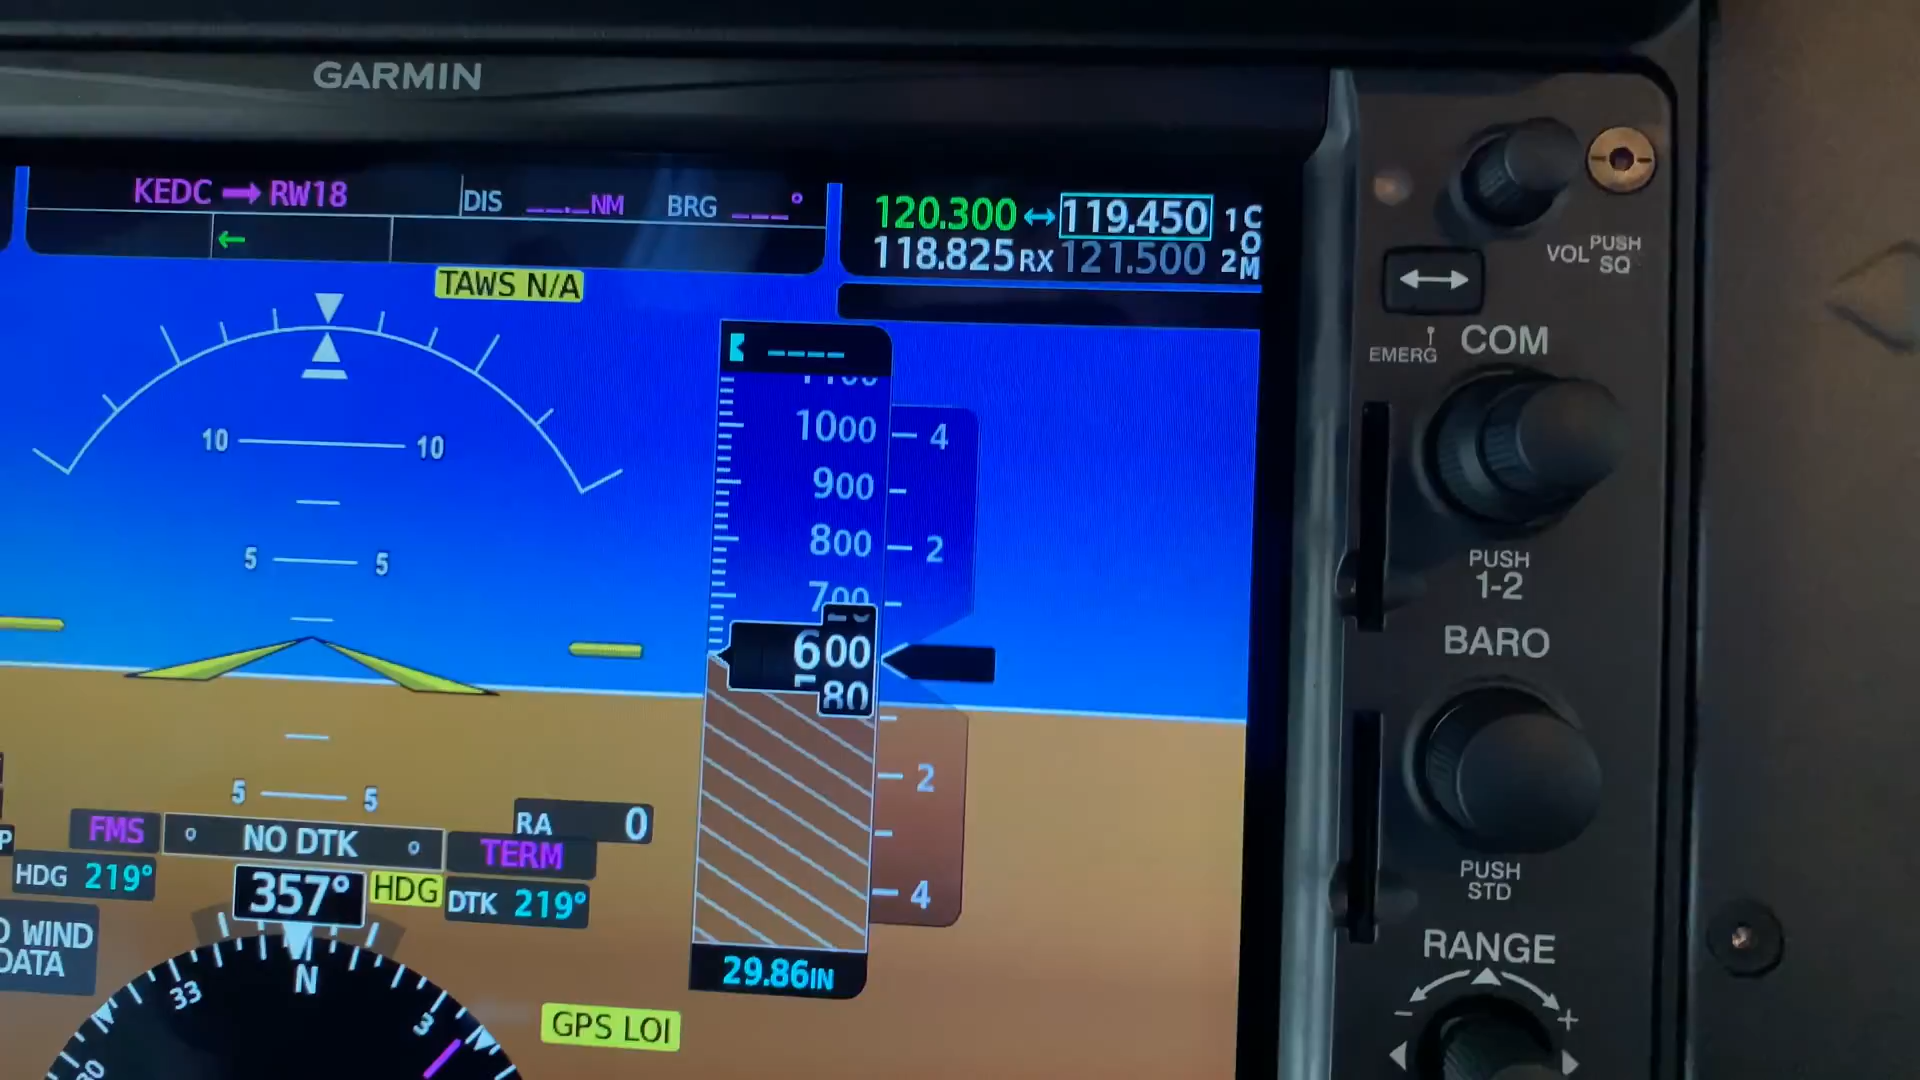 GARMIN
KEDC → RW18 DIS __._NM BRG ___°
←
120.300 ↔ 119.450 1 COM
118.825 RX 121.500 2
TAWS N/A
VOL PUSH SQ
EMERG
COM
----
1000
900
800
700
600
80
4
2
2
4
10 10
5 5
5 5
PUSH
1-2
BARO
PUSH
STD
RANGE
- +
RA 0
FMS NO DTK TERM
HDG 219° 357° HDG DTK 219°
WIND
DATA
33 N 3
29.86IN
GPS LOI